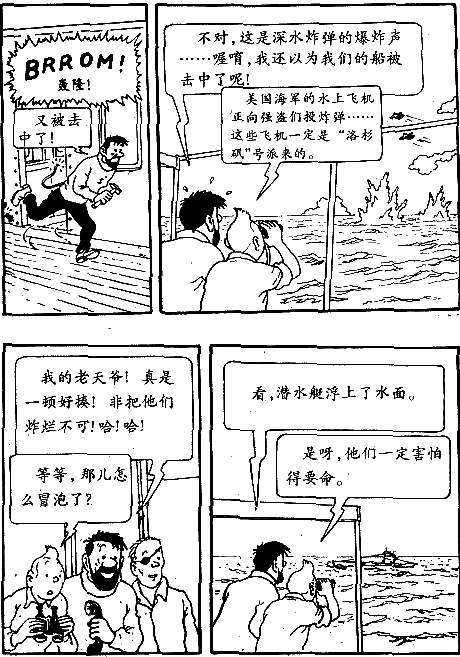 BRROM!
轰隆！
又被击
中了！
不对，这是深水炸弹的爆炸声
……喔唷，我还以为我们的船被
击中了呢！
美国海军的水上飞机
正向强盗们投炸弹……
这些飞机一定是“洛杉
矶”号派来的。
我的老天爷！真是
一顿好揍！非把他们
炸烂不可！哈！哈！
等等，那儿怎
么冒泡了？
看，潜水艇浮上了水面。
是呀，他们一定害怕
得要命。